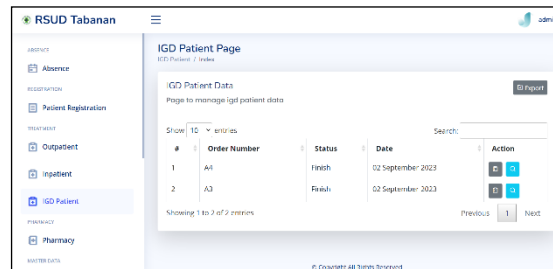 RSUD Tabanan
admi
ABSENCE
Absence
REGISTRATION
Patient Registration
TREATMENT
Outpatient
Inpatient
IGD Patient
PHARMACY
Pharmacy
MASTER DATA
IGD Patient Page
IGD Patient / Index
IGD Patient Data
Page to manage igd patient data
Export
Show 10 entries
Search:
# Order Number Status Date Action
1 A4 Finish 02 September 2023
2 A3 Finish 02 September 2023
Showing 1 to 2 of 2 entries
Previous 1 Next
© Copyright All Rights Reserved